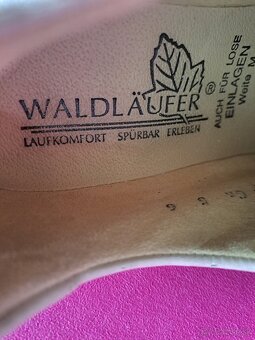 WALDLÄUFER ®
LAUFKOMFORT SPÜRBAR ERLEBEN
AUCH FÜR LOSE
EINLAGEN
Weite M